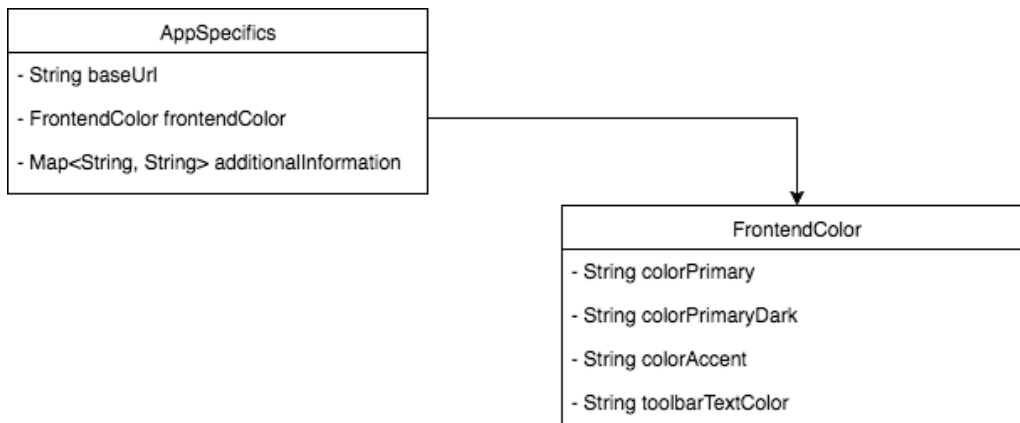 AppSpecifics
- String baseUrl
- FrontendColor frontendColor
- Map<String, String> additionalInformation
FrontendColor
- String colorPrimary
- String colorPrimaryDark
- String colorAccent
- String toolbarTextColor